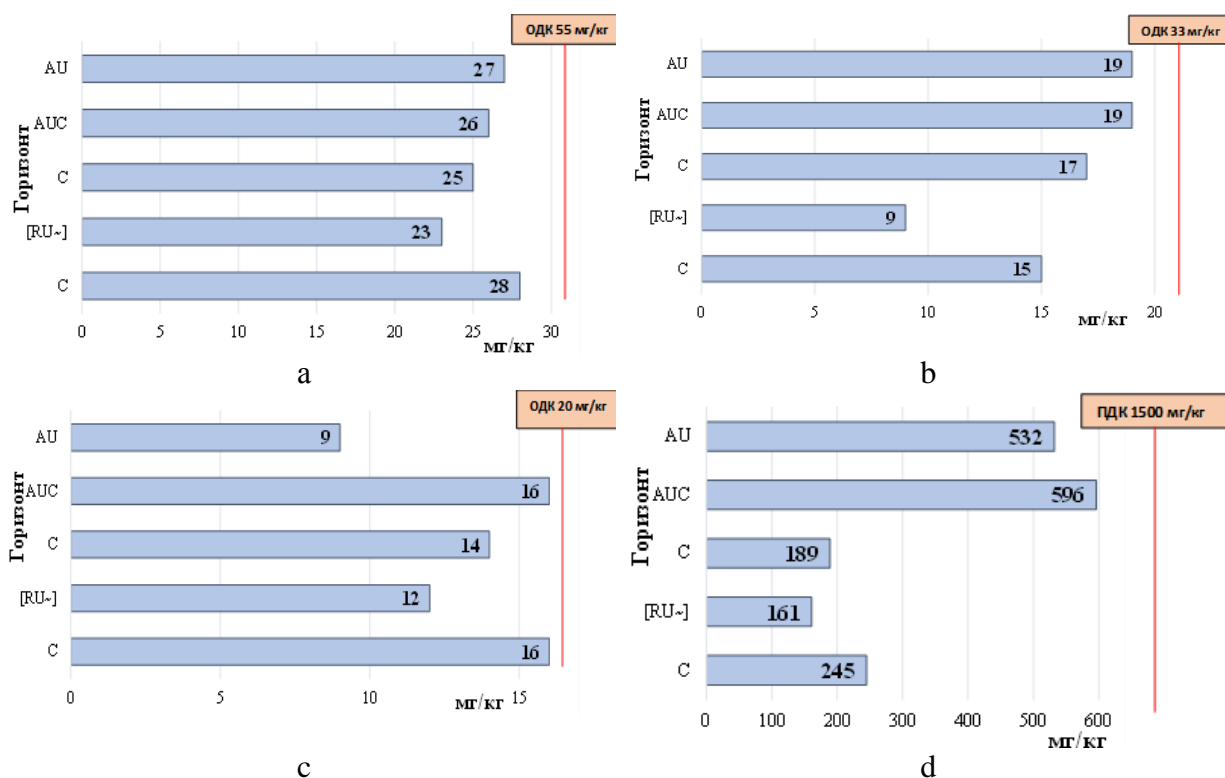 ОДК 55 мг/кг
Горизонт
AU 27
AUC 26
C 25
[RU~] 23
C 28
0 5 10 15 20 25 30
мг/кг
a
ОДК 33 мг/кг
Горизонт
AU 19
AUC 19
C 17
[RU~] 9
C 15
0 5 10 15 20
мг/кг
b
ОДК 20 мг/кг
Горизонт
AU 9
AUC 16
C 14
[RU~] 12
C 16
0 5 10 15
мг/кг
c
ПДК 1500 мг/кг
Горизонт
AU 532
AUC 596
C 189
[RU~] 161
C 245
0 100 200 300 400 500 600
мг/кг
d